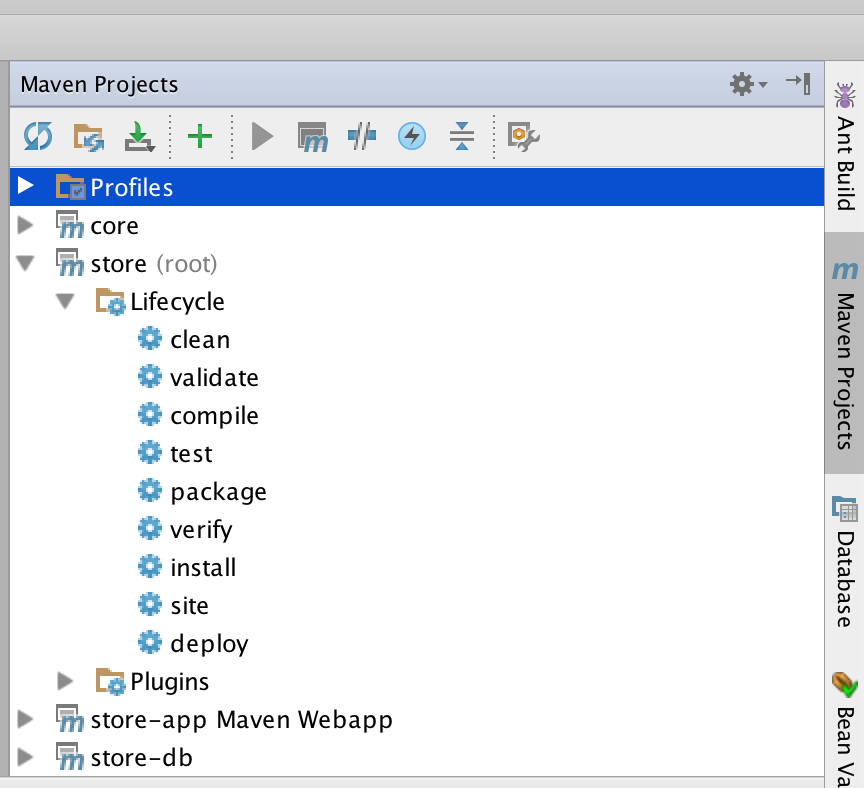 Maven Projects
Profiles
core
store (root)
Lifecycle
clean
validate
compile
test
package
verify
install
site
deploy
Plugins
store-app Maven Webapp
store-db
Ant Build
m
Maven Projects
Database
Bean Va